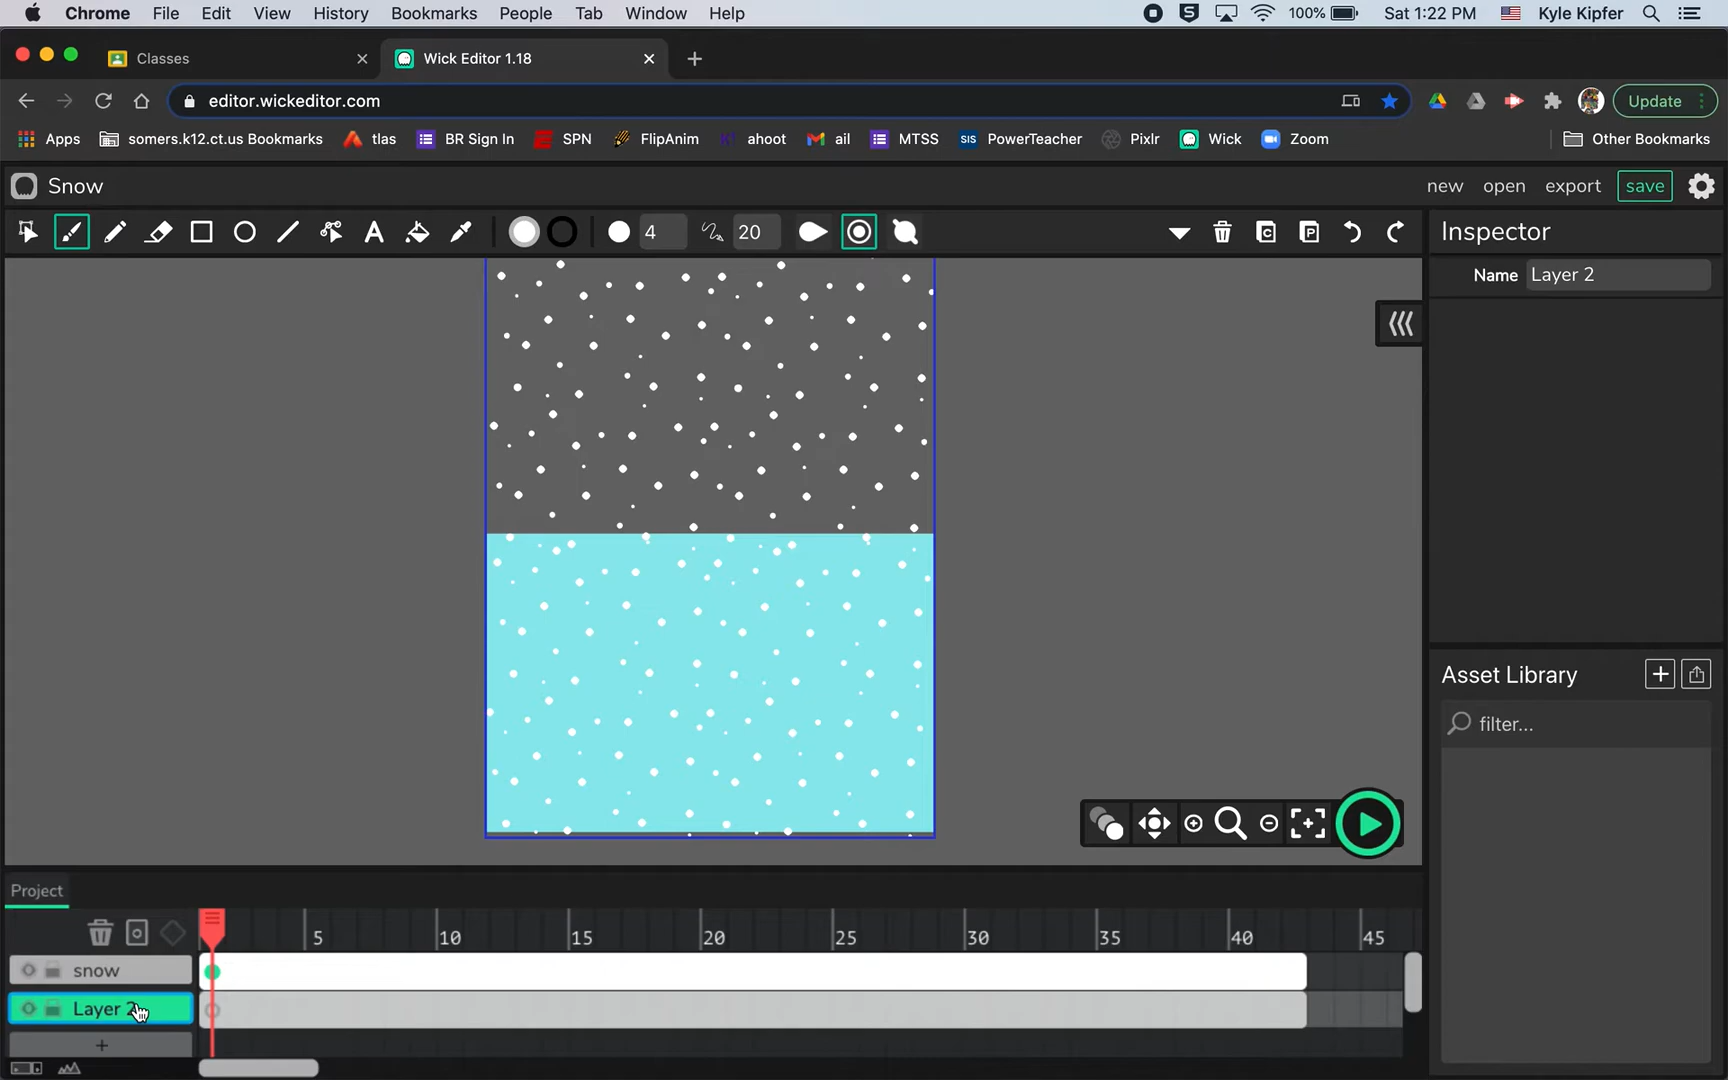 Chrome File Edit View History Bookmarks People Tab Window Help 100% Sat 1:22 PM Kyle Kipfer
Classes Wick Editor 1.18
editor.wickeditor.com Update
Apps somers.k12.ct.us Bookmarks tlas BR Sign In SPN FlipAnim ahoot ail MTSS SIS PowerTeacher Pixlr Wick Zoom Other Bookmarks
Snow new open export save
A 4 20 C P Inspector
Name Layer 2
Asset Library
filter...
Project
5 10 15 20 25 30 35 40 45
snow
Layer 2